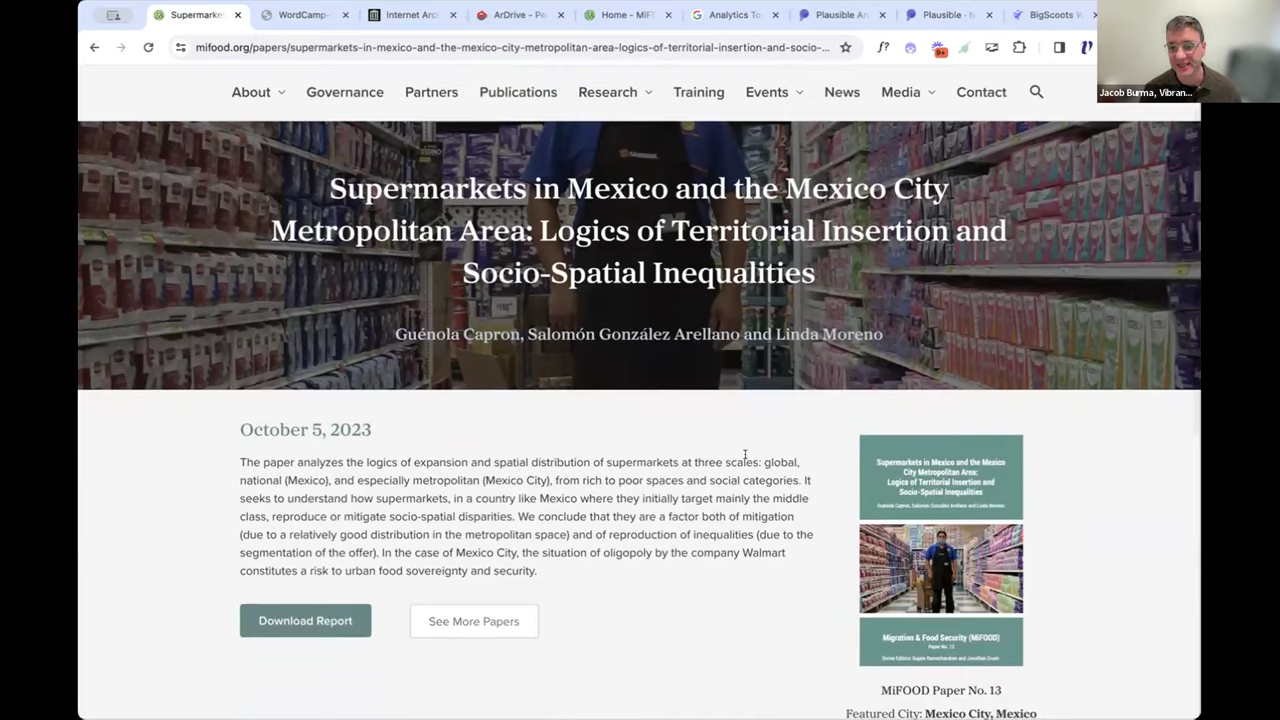 Supermarke
WordCamp-
Internet Arc
ArDrive - Pe
Home - MiF
Analytics To
Plausible An
Plausible · h
BigScoots W
mifood.org/papers/supermarkets-in-mexico-and-the-mexico-city-metropolitan-area-logics-of-territorial-insertion-and-socio-...
f?
9+
Jacob Burma, Vibran...
About
Governance
Partners
Publications
Research
Training
Events
News
Media
Contact
Supermarkets in Mexico and the Mexico City
Metropolitan Area: Logics of Territorial Insertion and
Socio-Spatial Inequalities
Guénola Capron, Salomón González Arellano and Linda Moreno
October 5, 2023
The paper analyzes the logics of expansion and spatial distribution of supermarkets at three scales: global,
national (Mexico), and especially metropolitan (Mexico City), from rich to poor spaces and social categories. It
seeks to understand how supermarkets, in a country like Mexico where they initially target mainly the middle
class, reproduce or mitigate socio-spatial disparities. We conclude that they are a factor both of mitigation
(due to a relatively good distribution in the metropolitan space) and of reproduction of inequalities (due to the
segmentation of the offer). In the case of Mexico City, the situation of oligopoly by the company Walmart
constitutes a risk to urban food sovereignty and security.
Download Report
See More Papers
Supermarkets in Mexico and the Mexico
City Metropolitan Area:
Logics of Territorial Insertion and
Socio-Spatial Inequalities
Guénola Capron, Salomón González Arellano and Linda Moreno
Migration & Food Security (MiFOOD)
Paper No. 13
Series Editors: Sujata Ramachandran and Jonathan Crush
MiFOOD Paper No. 13
Featured City: Mexico City, Mexico